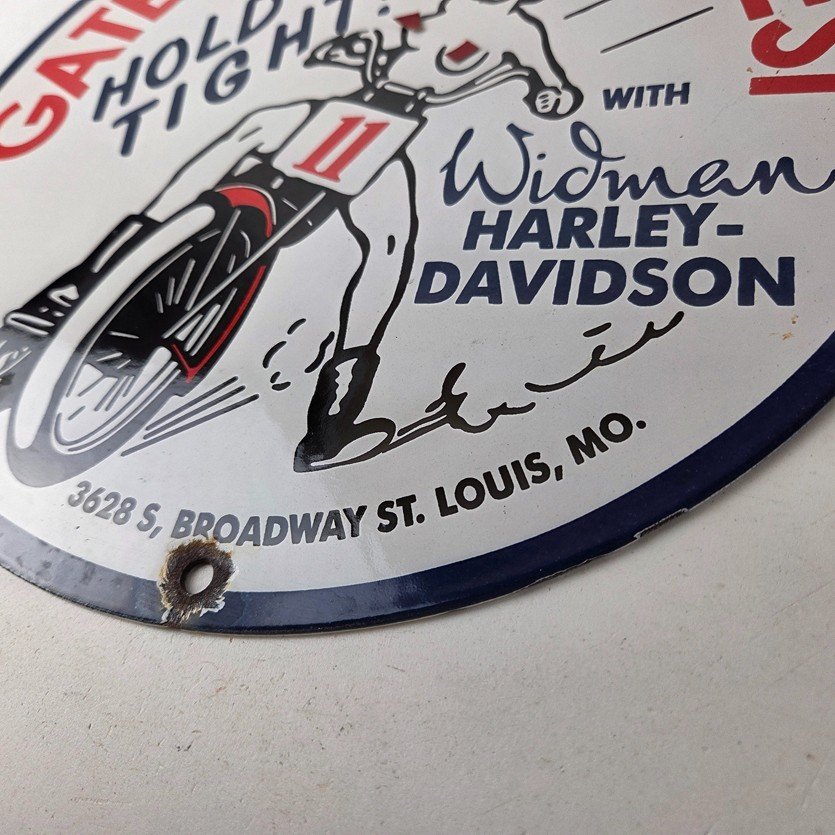 HOLD
TIGHT!
11
WITH
Widman
HARLEY-
DAVIDSON
3628 S, BROADWAY ST. LOUIS, MO.